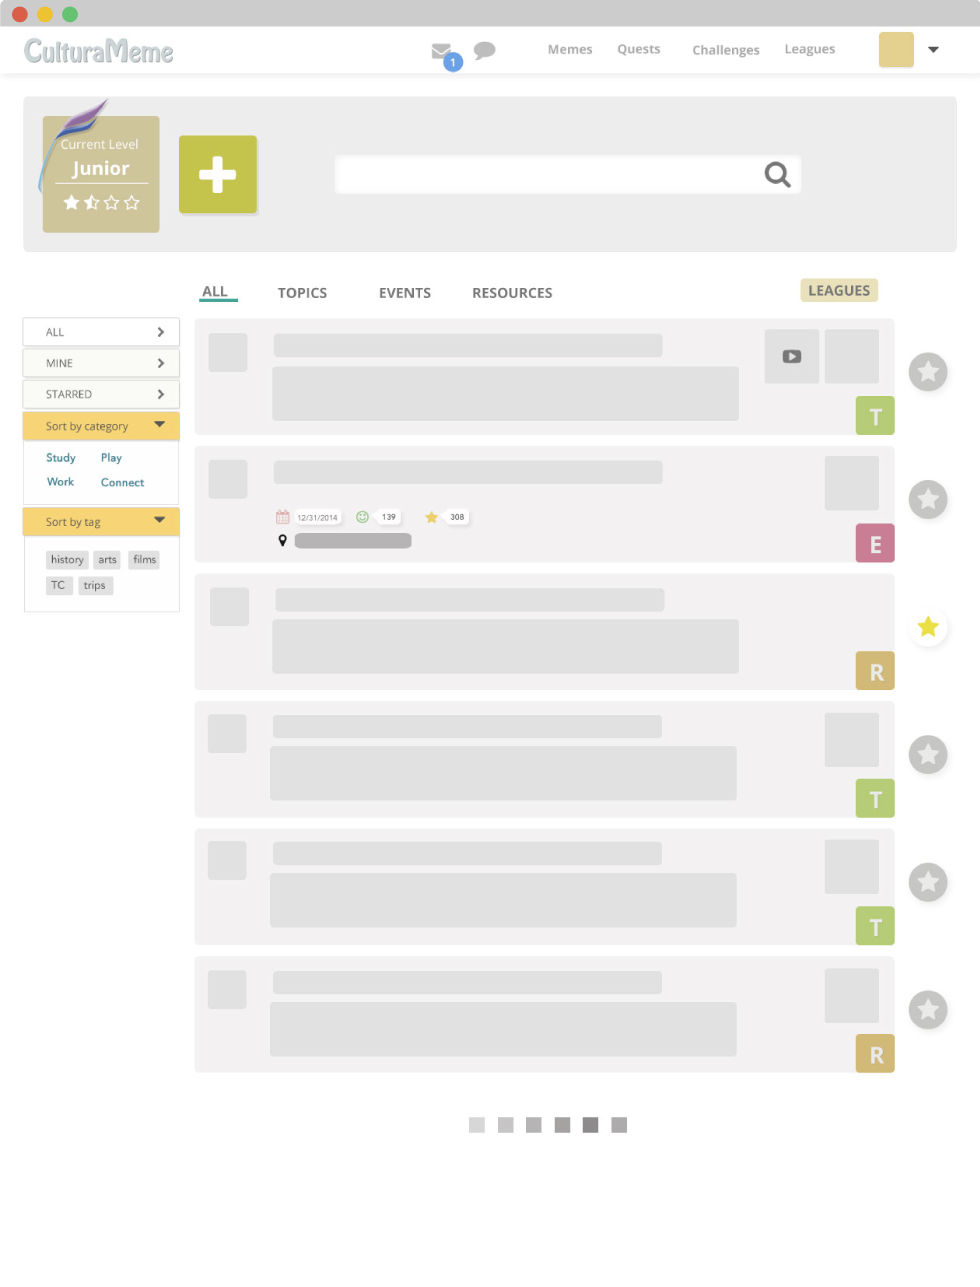 CulturaMeme
1
Memes Quests Challenges Leagues
Current Level
Junior
ALL TOPICS EVENTS RESOURCES LEAGUES
ALL
MINE
STARRED
Sort by category
Study Play
Work Connect
Sort by tag
history arts films
TC trips
T
12/31/2014 139 308
E
R
T
T
R